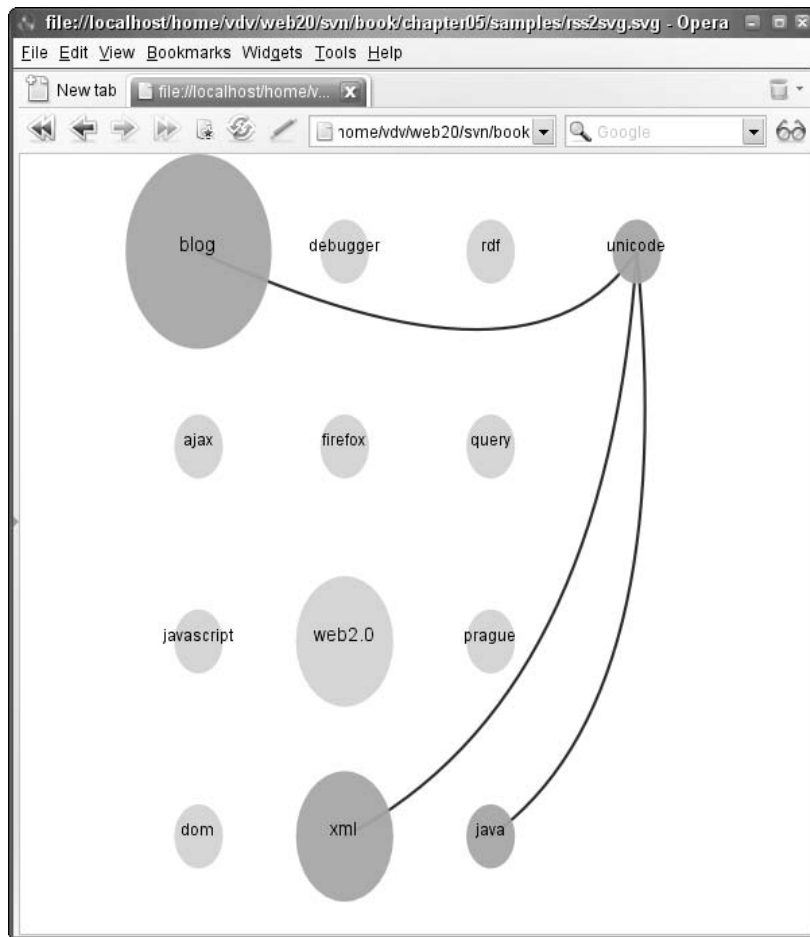 file://localhost/home/vdv/web20/svn/book/chapter05/samples/rss2svg.svg - Opera
File Edit View Bookmarks Widgets Tools Help
New tab file://localhost/home/v...
home/vdv/web20/svn/book Google
blog debugger rdf unicode
ajax firefox query
javascript web2.0 prague
dom xml java